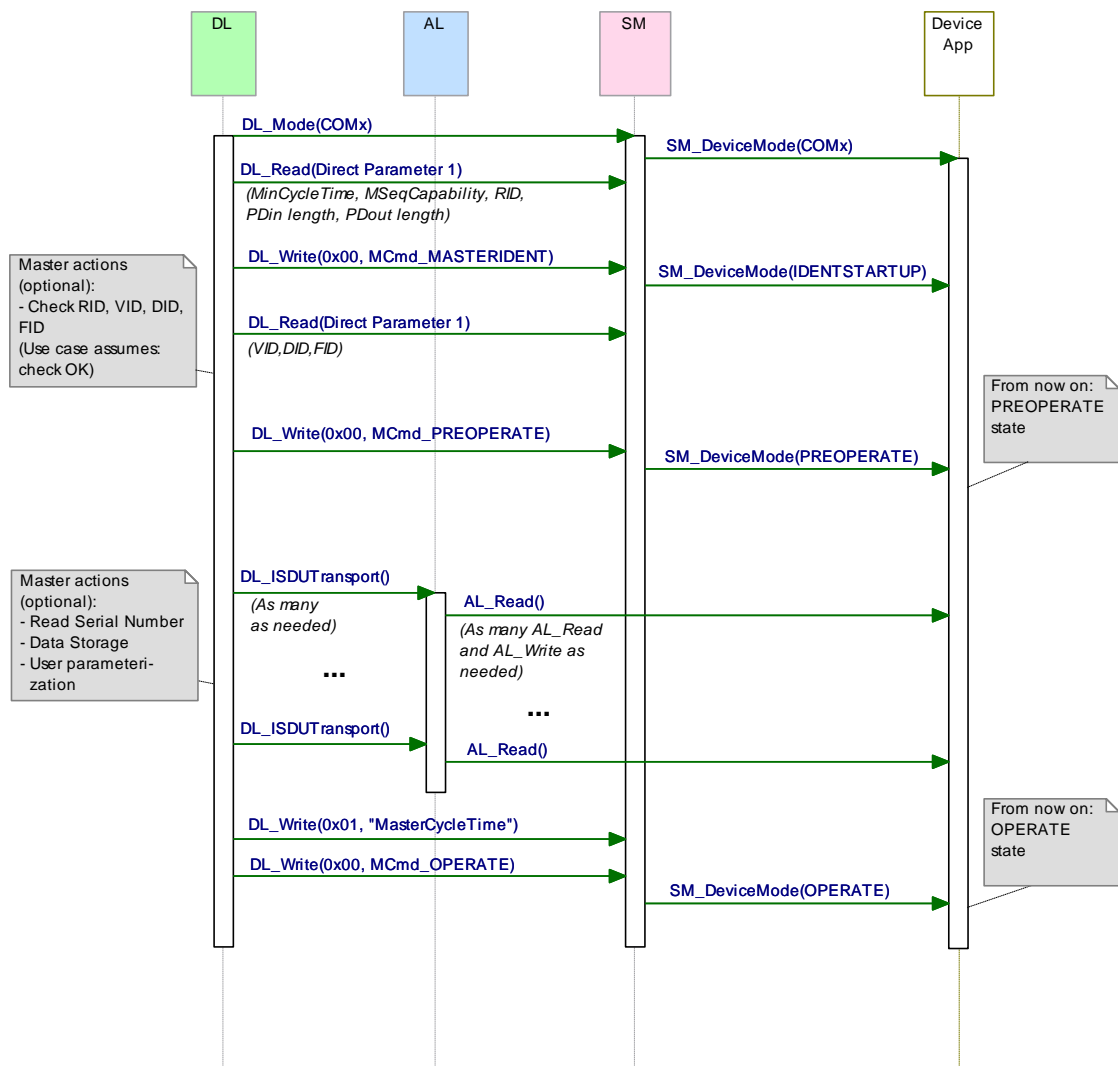 DL
AL
SM
Device
App
DL_Mode(COMx)
SM_DeviceMode(COMx)
DL_Read(Direct Parameter 1)
(MinCycleTime, MSeqCapability, RID,
PDin length, PDout length)
Master actions
(optional):
- Check RID, VID, DID,
FID
(Use case assumes:
check OK)
DL_Write(0x00, MCmd_MASTERIDENT)
SM_DeviceMode(IDENTSTARTUP)
DL_Read(Direct Parameter 1)
(VID,DID,FID)
From now on:
PREOPERATE
state
DL_Write(0x00, MCmd_PREOPERATE)
SM_DeviceMode(PREOPERATE)
Master actions
(optional):
- Read Serial Number
- Data Storage
- User parameteri-
zation
DL_ISDUTransport()
(As many
as needed)
...
AL_Read()
(As many AL_Read
and AL_Write as
needed)
...
DL_ISDUTransport()
AL_Read()
From now on:
OPERATE
state
DL_Write(0x01, "MasterCycleTime")
DL_Write(0x00, MCmd_OPERATE)
SM_DeviceMode(OPERATE)